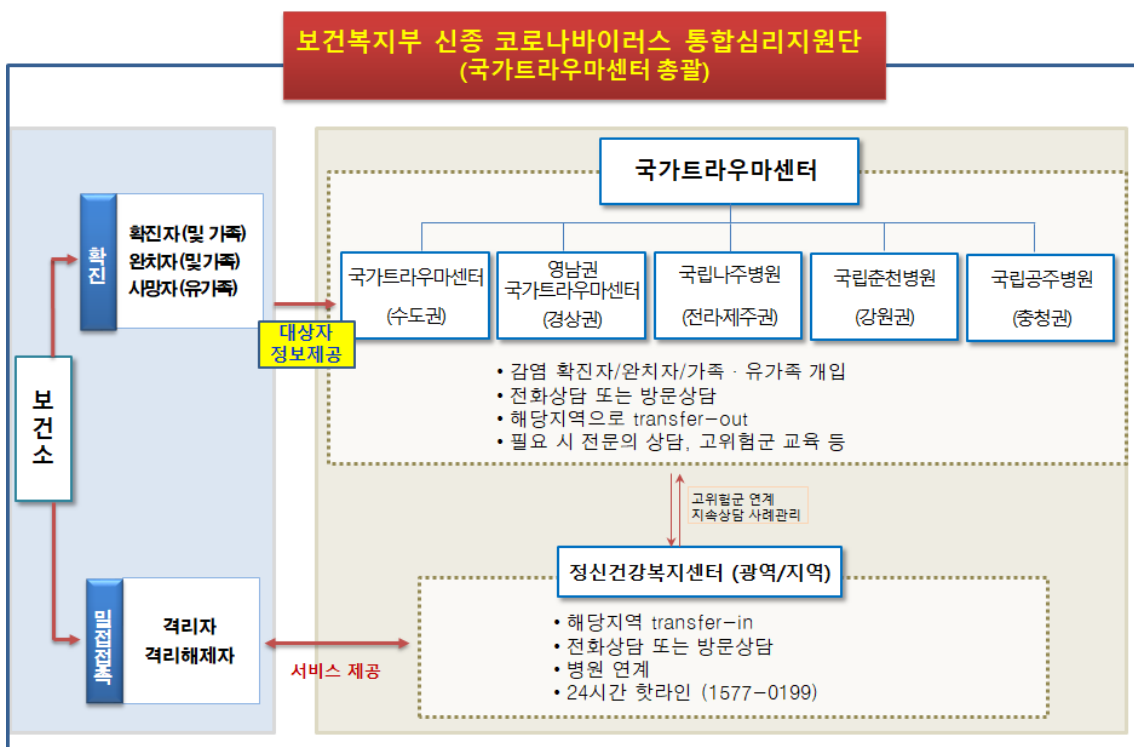 보건복지부 신종 코로나바이러스 통합심리지원단
(국가트라우마센터 총괄)
보건소
확진
확진자 (및 가족)
완치자 (및 가족)
사망자 (유가족)
밀접접촉
격리자
격리해제자
대상자
정보제공
서비스 제공
국가트라우마센터
국가트라우마센터
(수도권)
영남권
국가트라우마센터
(경상권)
국립나주병원
(전라·제주권)
국립춘천병원
(강원권)
국립공주병원
(충청권)
• 감염 확진자/완치자/가족 · 유가족 개입
• 전화상담 또는 방문상담
• 해당지역으로 transfer-out
• 필요 시 전문의 상담, 고위험군 교육 등
고위험군 연계
지속상담 사례관리
정신건강복지센터 (광역/지역)
• 해당지역 transfer-in
• 전화상담 또는 방문상담
• 병원 연계
• 24시간 핫라인 (1577-0199)